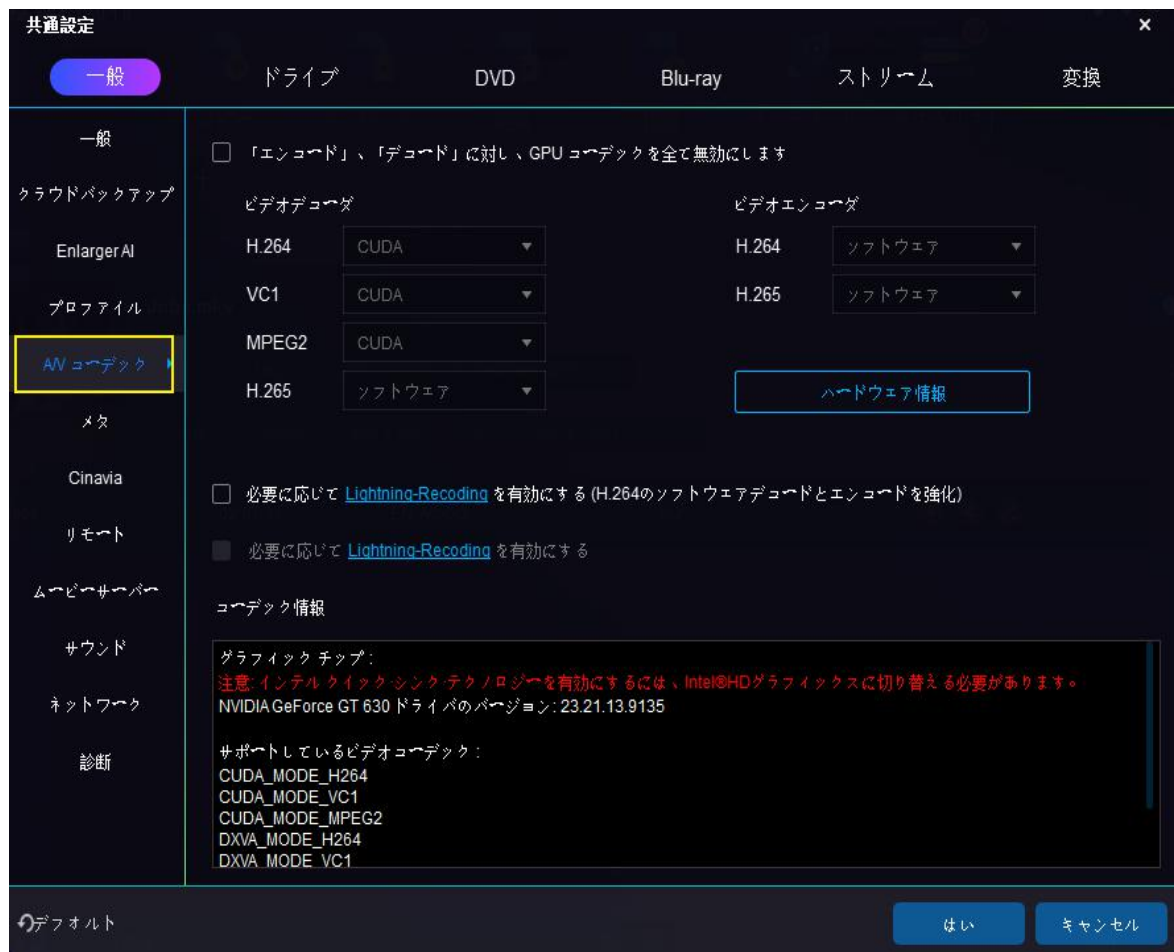 共通設定
×
一般 ドライブ DVD Blu-ray ストリーム 変換
一般
クラウドバックアップ
Enlarger AI
プロファイル
A/V コーデック
メタ
Cinavia
リモート
ムービーサーバー
サウンド
ネットワーク
診断
「エンコード」、「デコード」に対し、GPU コーデックを全て無効にします
ビデオデコーダ ビデオエンコーダ
H.264 CUDA H.264 ソフトウェア
VC1 CUDA H.265 ソフトウェア
MPEG2 CUDA
H.265 ソフトウェア ハードウェア情報
必要に応じて Lightning-Recoding を有効にする (H.264のソフトウェアデコードとエンコードを強化)
必要に応じて Lightning-Recoding を有効にする
コーデック情報
グラフィック チップ :
注意: インテル クイック·シンク·テクノロジーを有効にするには、Intel®HDグラフィックスに切り替える必要があります。
NVIDIA GeForce GT 630 ドライバのバージョン: 23.21.13.9135
サポートしているビデオコーデック :
CUDA_MODE_H264
CUDA_MODE_VC1
CUDA_MODE_MPEG2
DXVA_MODE_H264
DXVA_MODE_VC1
デフォルト はい キャンセル